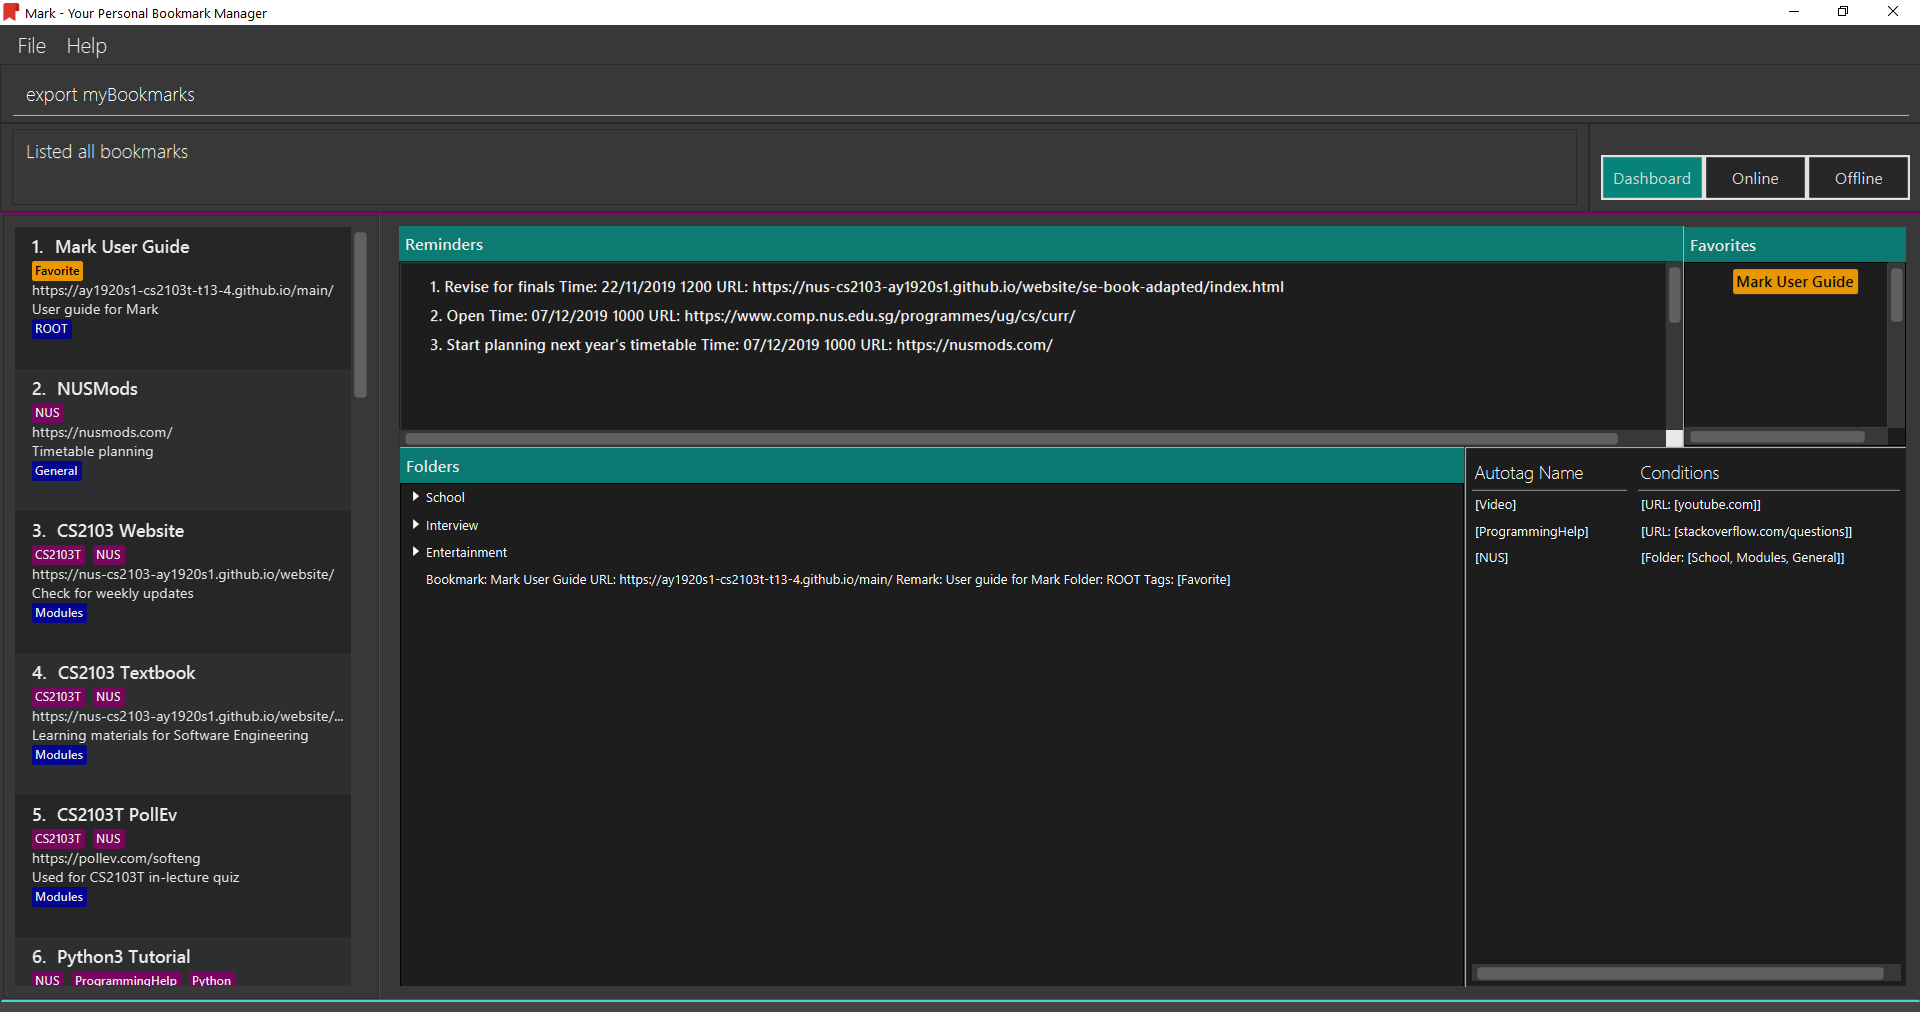 Mark - Your Personal Bookmark Manager
File Help
export myBookmarks
Listed all bookmarks
Dashboard Online Offline
1. Mark User Guide
Favorite
https://ay1920s1-cs2103t-t13-4.github.io/main/
User guide for Mark
ROOT
2. NUSMods
NUS
https://nusmods.com/
Timetable planning
General
3. CS2103 Website
CS2103T NUS
https://nus-cs2103-ay1920s1.github.io/website/
Check for weekly updates
Modules
4. CS2103 Textbook
CS2103T NUS
https://nus-cs2103-ay1920s1.github.io/website/...
Learning materials for Software Engineering
Modules
5. CS2103T PollEv
CS2103T NUS
https://pollev.com/softeng
Used for CS2103T in-lecture quiz
Modules
6. Python3 Tutorial
NUS ProgrammingHelp Python
Reminders
1. Revise for finals Time: 22/11/2019 1200 URL: https://nus-cs2103-ay1920s1.github.io/website/se-book-adapted/index.html
2. Open Time: 07/12/2019 1000 URL: https://www.comp.nus.edu.sg/programmes/ug/cs/curr/
3. Start planning next year's timetable Time: 07/12/2019 1000 URL: https://nusmods.com/
Favorites
Mark User Guide
Folders
School
Interview
Entertainment
Bookmark: Mark User Guide URL: https://ay1920s1-cs2103t-t13-4.github.io/main/ Remark: User guide for Mark Folder: ROOT Tags: [Favorite]
Autotag Name Conditions
[Video] [URL: [youtube.com]]
[ProgrammingHelp] [URL: [stackoverflow.com/questions]]
[NUS] [Folder: [School, Modules, General]]